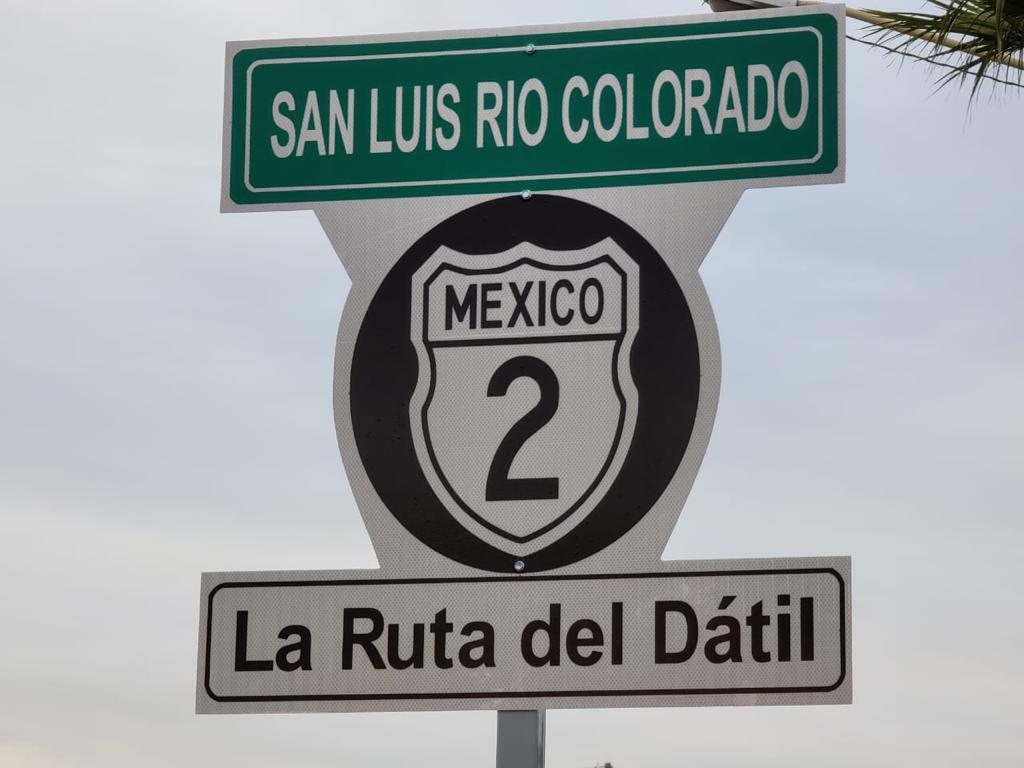 SAN LUIS RIO COLORADO
MEXICO
2
La Ruta del Dátil